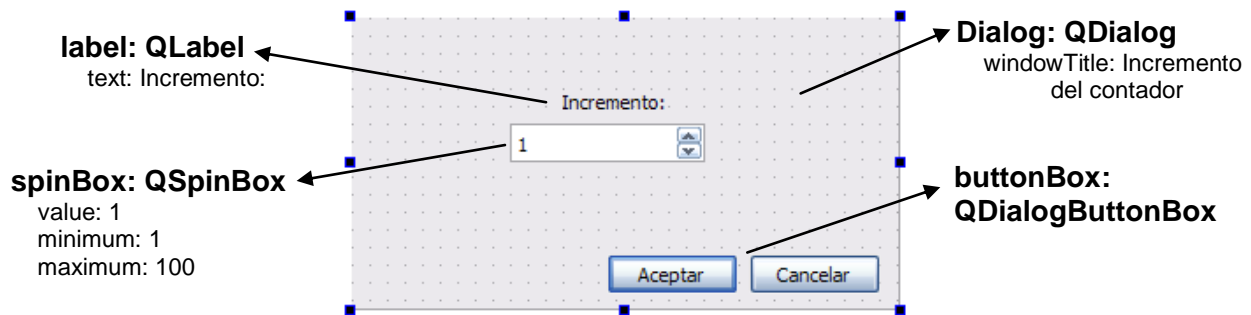 label: QLabel
text: Incremento:
spinBox: QSpinBox
value: 1
minimum: 1
maximum: 100
Incremento:
1
Aceptar
Cancelar
Dialog: QDialog
windowTitle: Incremento
del contador
buttonBox:
QDialogButtonBox